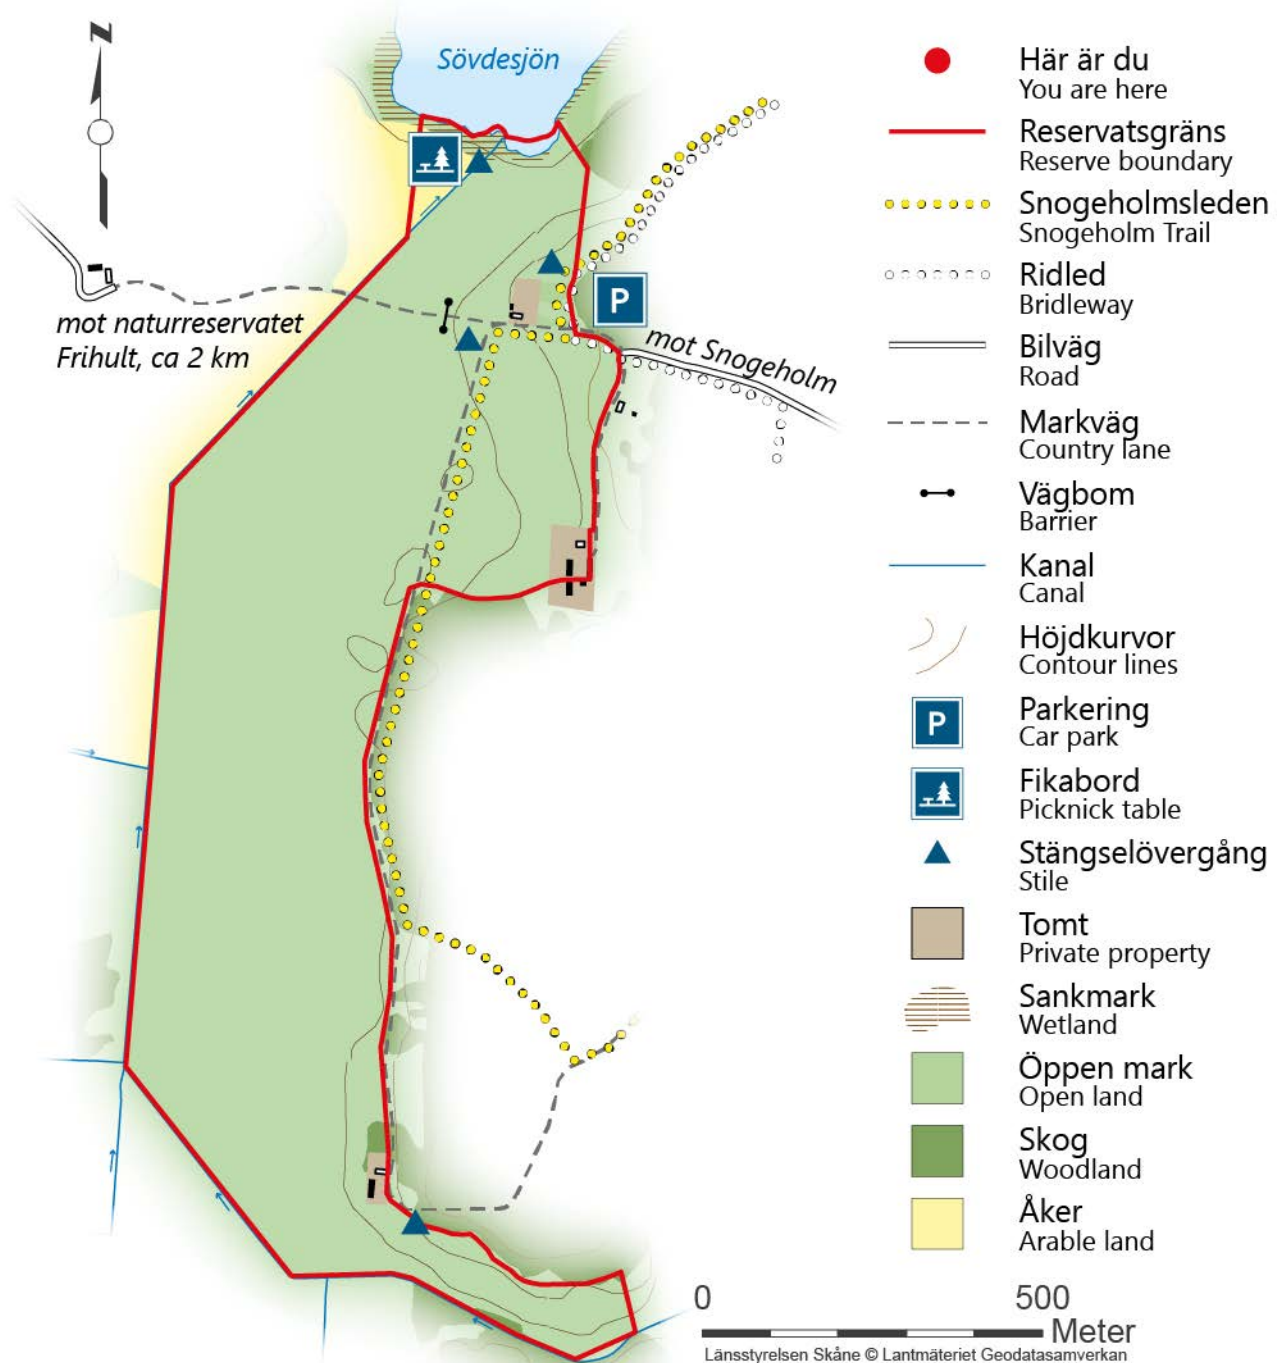 N
Sövdesjön
P
mot naturreservatet
Frihult, ca 2 km
mot Snogeholm
Här är du
You are here
Reservatsgräns
Reserve boundary
Snogeholmsleden
Snogeholm Trail
Ridled
Bridleway
Bilväg
Road
Markväg
Country lane
Vägbom
Barrier
Kanal
Canal
Höjdkurvor
Contour lines
P
Parkering
Car park
Fikabord
Picknick table
Stängselövergång
Stile
Tomt
Private property
Sankmark
Wetland
Öppen mark
Open land
Skog
Woodland
Åker
Arable land
0 500
Meter
Länsstyrelsen Skåne © Lantmäteriet Geodatasamverkan